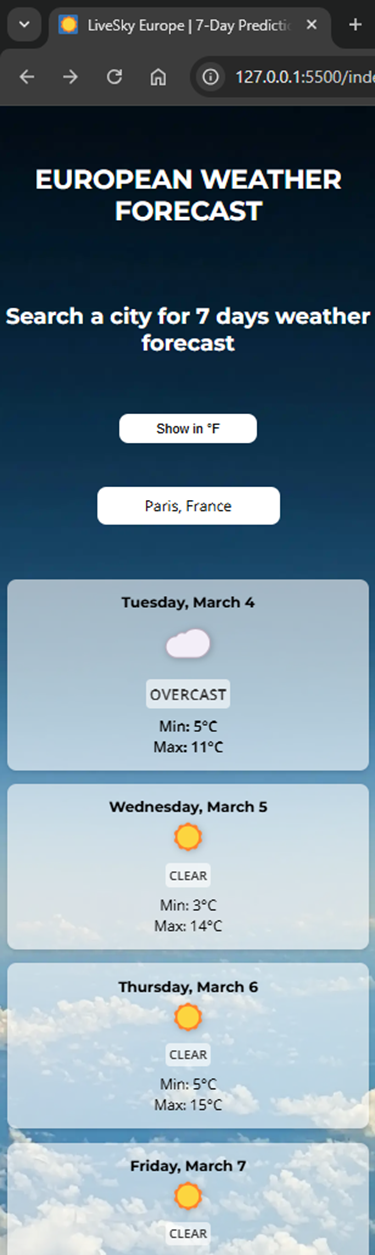 LiveSky Europe | 7-Day Predicti
127.0.0.1:5500/inde
EUROPEAN WEATHER
FORECAST
Search a city for 7 days weather
forecast
Show in °F
Paris, France
Tuesday, March 4
OVERCAST
Min: 5°C
Max: 11°C
Wednesday, March 5
CLEAR
Min: 3°C
Max: 14°C
Thursday, March 6
CLEAR
Min: 5°C
Max: 15°C
Friday, March 7
CLEAR